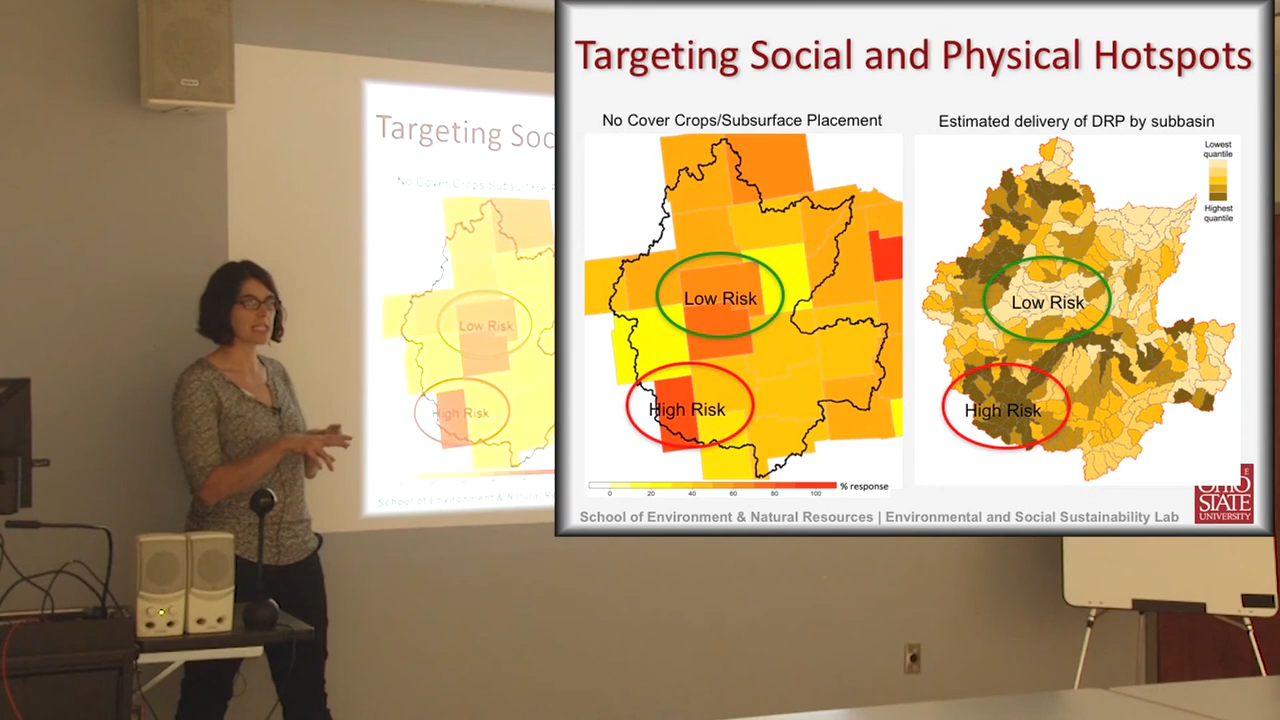 Targeting Social and Physical Hotspots
No Cover Crops/Subsurface Placement
Estimated delivery of DRP by subbasin
Lowest
quantile
Highest
quantile
Low Risk
Low Risk
High Risk
High Risk
0 20 40 60 80 100
% response
School of Environment & Natural Resources | Environmental and Social Sustainability Lab
OHIO
STATE
UNIVERSITY
Targeting Soc
No Cover Crops/Subsurface
Low Risk
High Risk
School of Environment & Natural Re